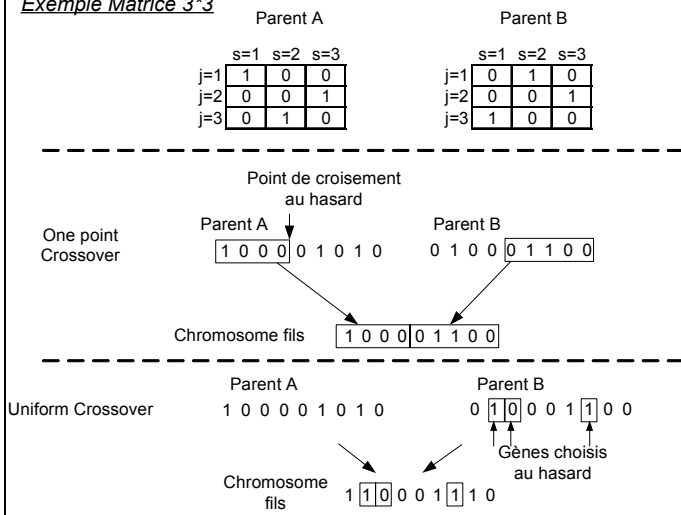 Exemple Matrice 3*3
Parent A
Parent B
s=1 s=2 s=3
s=1 s=2 s=3
j=1 1 0 0
j=1 0 1 0
j=2 0 0 1
j=2 0 0 1
j=3 0 1 0
j=3 1 0 0
Point de croisement
au hasard
Parent A
Parent B
One point
Crossover
1 0 0 0 0 1 0 1 0
0 1 0 0 0 1 1 0 0
Chromosome fils
1 0 0 0 0 1 1 0 0
Parent A
Parent B
Uniform Crossover
1 0 0 0 0 1 0 1 0
0 1 0 0 0 1 1 0 0
Gènes choisis
au hasard
Chromosome
fils
1 1 0 0 0 1 1 1 0